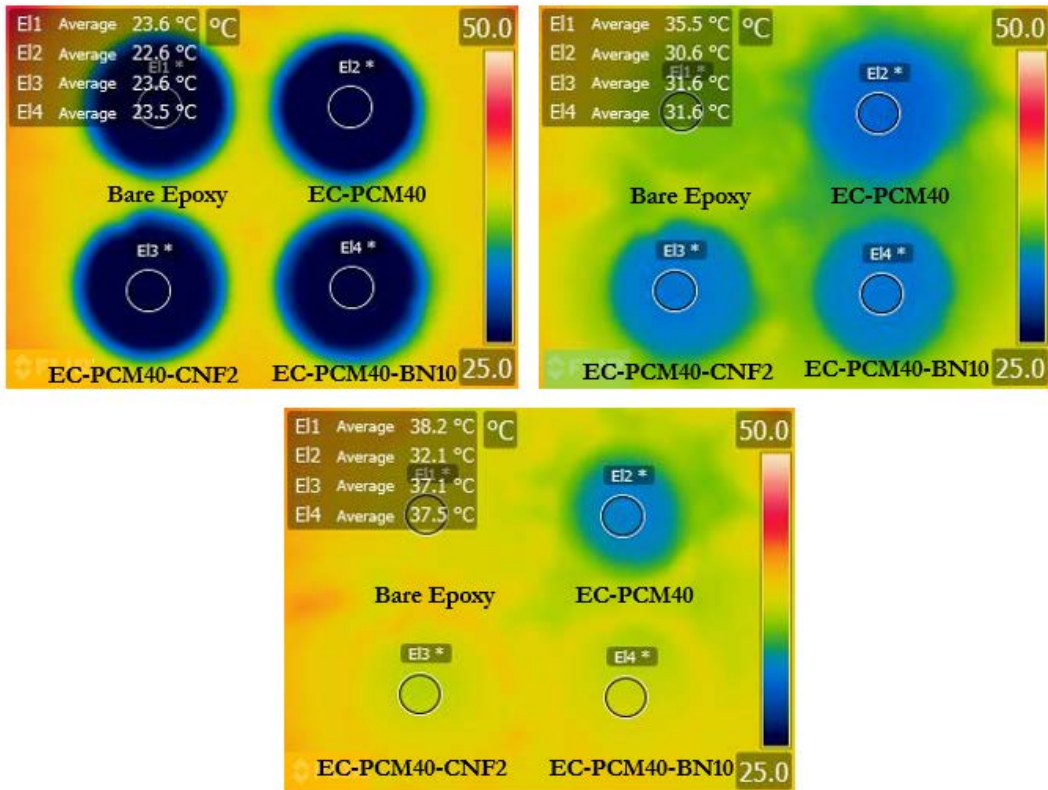 El1 Average 23.6 °C °C 50.0
El2 Average 22.6 °C
El3 Average 23.6 °C
El4 Average 23.5 °C
El1 * El2 *
Bare Epoxy EC-PCM40
El3 * El4 *
EC-PCM40-CNF2 EC-PCM40-BN10 25.0
El1 Average 35.5 °C °C 50.0
El2 Average 30.6 °C
El3 Average 31.6 °C
El4 Average 31.6 °C
El1 * El2 *
Bare Epoxy EC-PCM40
El3 * El4 *
EC-PCM40-CNF2 EC-PCM40-BN10 25.0
El1 Average 38.2 °C °C 50.0
El2 Average 32.1 °C
El3 Average 37.1 °C
El4 Average 37.5 °C
El1 * El2 *
Bare Epoxy EC-PCM40
El3 * El4 *
EC-PCM40-CNF2 EC-PCM40-BN10 25.0